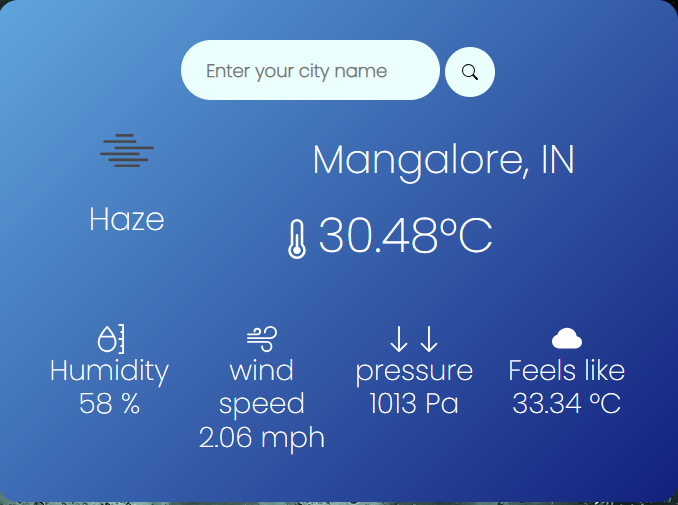 Enter your city name
Mangalore, IN
Haze
30.48°C
Humidity
58 %
wind
speed
2.06 mph
pressure
1013 Pa
Feels like
33.34 °C